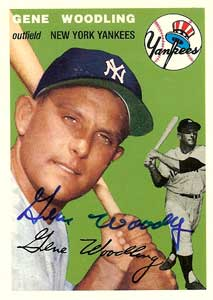 GENE WOODLING
outfield NEW YORK YANKEES
Yankees
NY
Gene Woodling
Gene Woodling